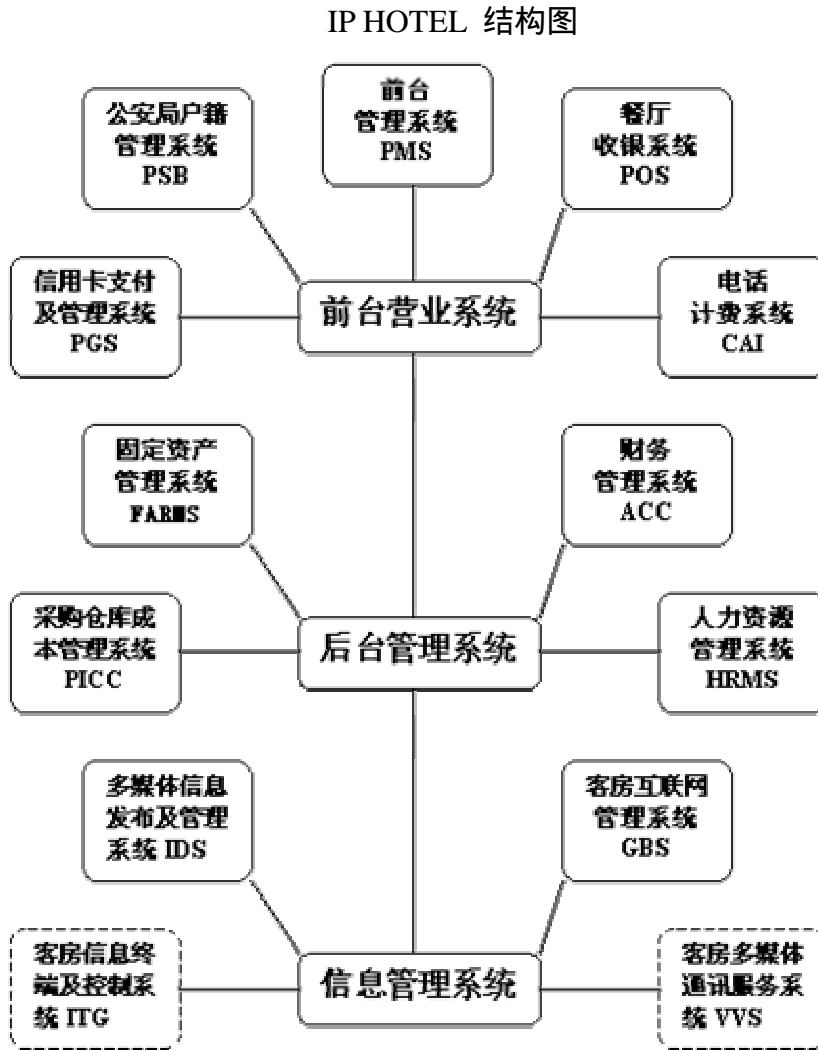 IP HOTEL 结构图
公安局户籍
管理系统
PSB
前台
管理系统
PMS
餐厅
收银系统
POS
信用卡支付
及管理系统
PGS
前台营业系统
电话
计费系统
CAI
固定资产
管理系统
FARMS
财务
管理系统
ACC
采购仓库成
本管理系统
PICC
后台管理系统
人力资源
管理系统
HRMS
多媒体信息
发布及管理
系统 IDS
客房互联网
管理系统
GBS
客房信息终
端及控制系
统 ITG
信息管理系统
客房多媒体
通讯服务系
统 VVS